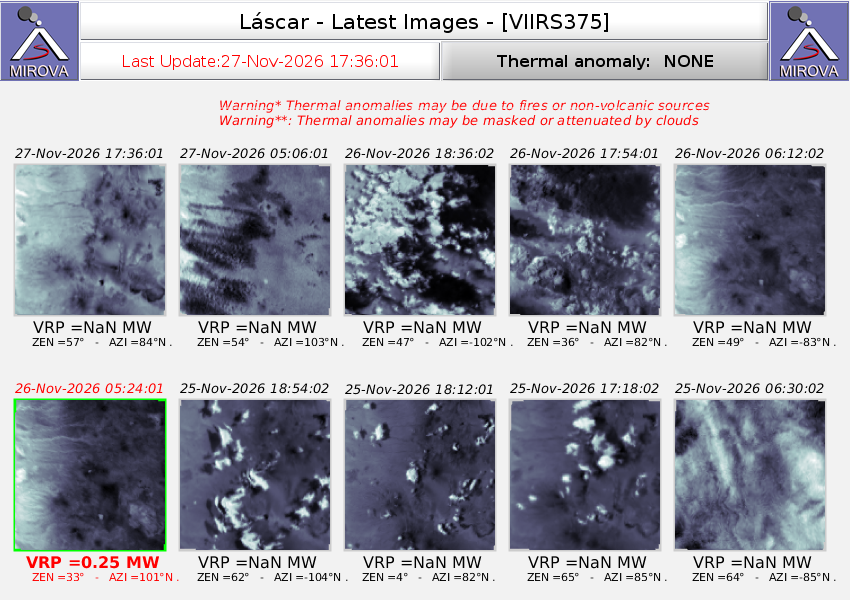 Láscar - Latest Images - [VIIRS375]
MIROVA
Last Update:27-Nov-2026 17:36:01
Thermal anomaly: NONE
MIROVA
Warning* Thermal anomalies may be due to fires or non-volcanic sources
Warning**: Thermal anomalies may be masked or attenuated by clouds
27-Nov-2026 17:36:01
27-Nov-2026 05:06:01
26-Nov-2026 18:36:02
26-Nov-2026 17:54:01
26-Nov-2026 06:12:02
VRP =NaN MW
VRP =NaN MW
VRP =NaN MW
VRP =NaN MW
VRP =NaN MW
ZEN =57° - AZI =84°N .
ZEN =54° - AZI =103°N .
ZEN =47° - AZI =-102°N .
ZEN =36° - AZI =82°N .
ZEN =49° - AZI =-83°N .
26-Nov-2026 05:24:01
25-Nov-2026 18:54:02
25-Nov-2026 18:12:01
25-Nov-2026 17:18:02
25-Nov-2026 06:30:02
VRP =0.25 MW
VRP =NaN MW
VRP =NaN MW
VRP =NaN MW
VRP =NaN MW
ZEN =33° - AZI =101°N .
ZEN =62° - AZI =-104°N .
ZEN =4° - AZI =82°N .
ZEN =65° - AZI =85°N .
ZEN =64° - AZI =-85°N .